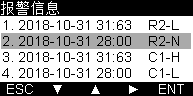 报警信息
1. 2018-10-31 31:63 R2-L
2. 2018-10-31 28:00 R2-N
3. 2018-10-31 31:63 C1-H
4. 2018-10-31 28:00 C1-L
ESC ▼ ▲ ► ENT